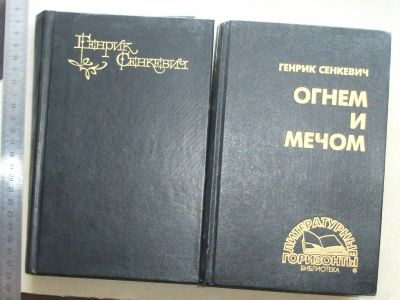 Генрик
Сенкевич
ГЕНРИК СЕНКЕВИЧ
ОГНЕМ
И
МЕЧОМ
ЛИТЕРАТУРНЫЕ
ГОРИЗОНТЫ
БИБЛИОТЕКА
®